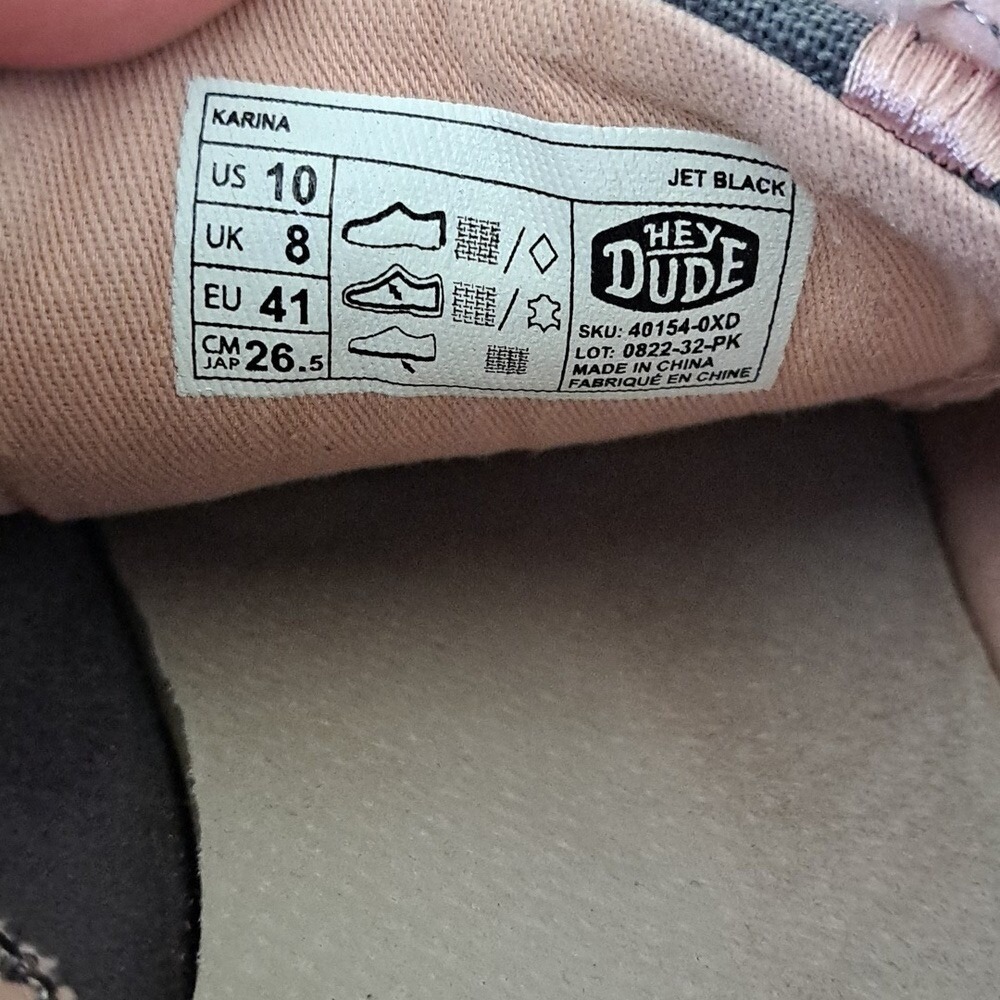 KARINA
JET BLACK
US 10
UK 8
EU 41
CM JAP 26.5
HEY
DUDE
SKU: 40154-0XD
LOT: 0822-32-PK
MADE IN CHINA
FABRIQUÉ EN CHINE